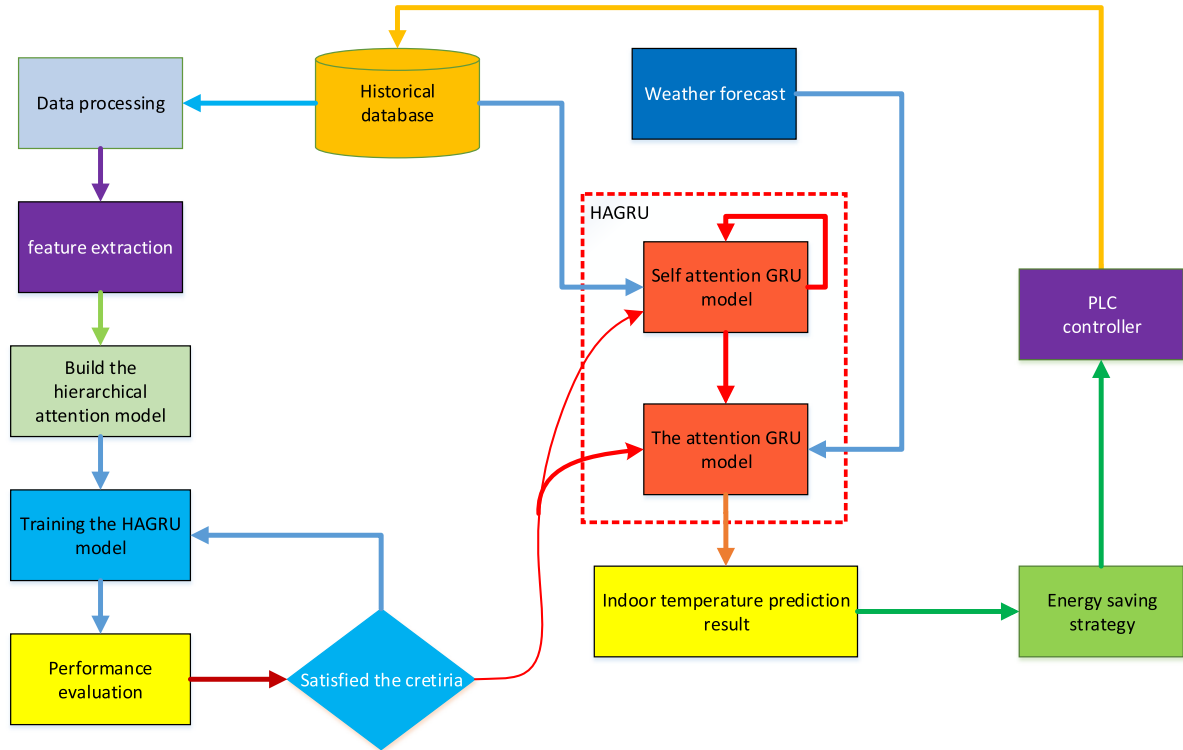 Data processing
Historical
database
Weather forecast
HAGRU
feature extraction
Self attention GRU
model
PLC
controller
Build the
hierarchical
attention model
The attention GRU
model
Training the HAGRU
model
Indoor temperature prediction
result
Energy saving
strategy
Performance
evaluation
Satisfied the cretiria